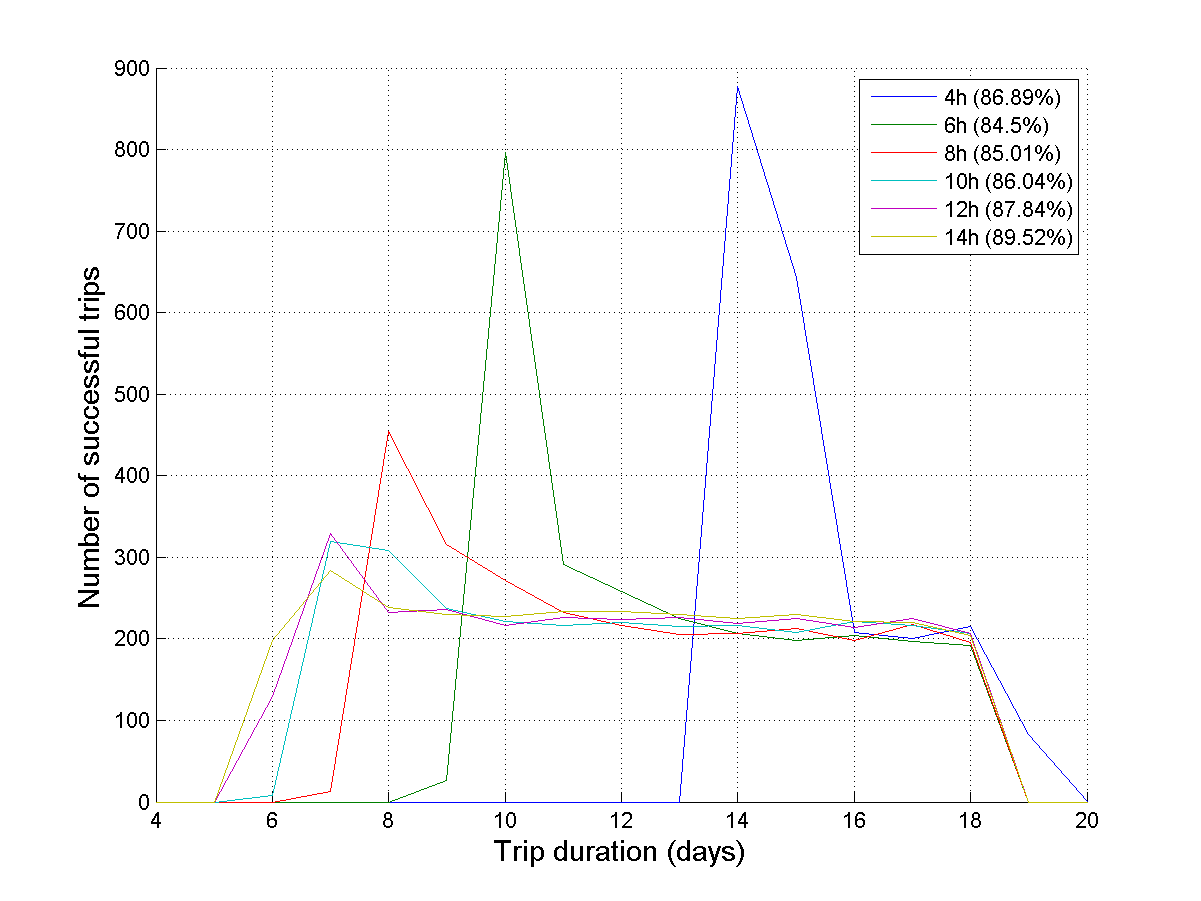 900
800
700
600
500
400
300
200
100
0
4 6 8 10 12 14 16 18 20
Number of successful trips
Trip duration (days)
4h (86.89%)
6h (84.5%)
8h (85.01%)
10h (86.04%)
12h (87.84%)
14h (89.52%)